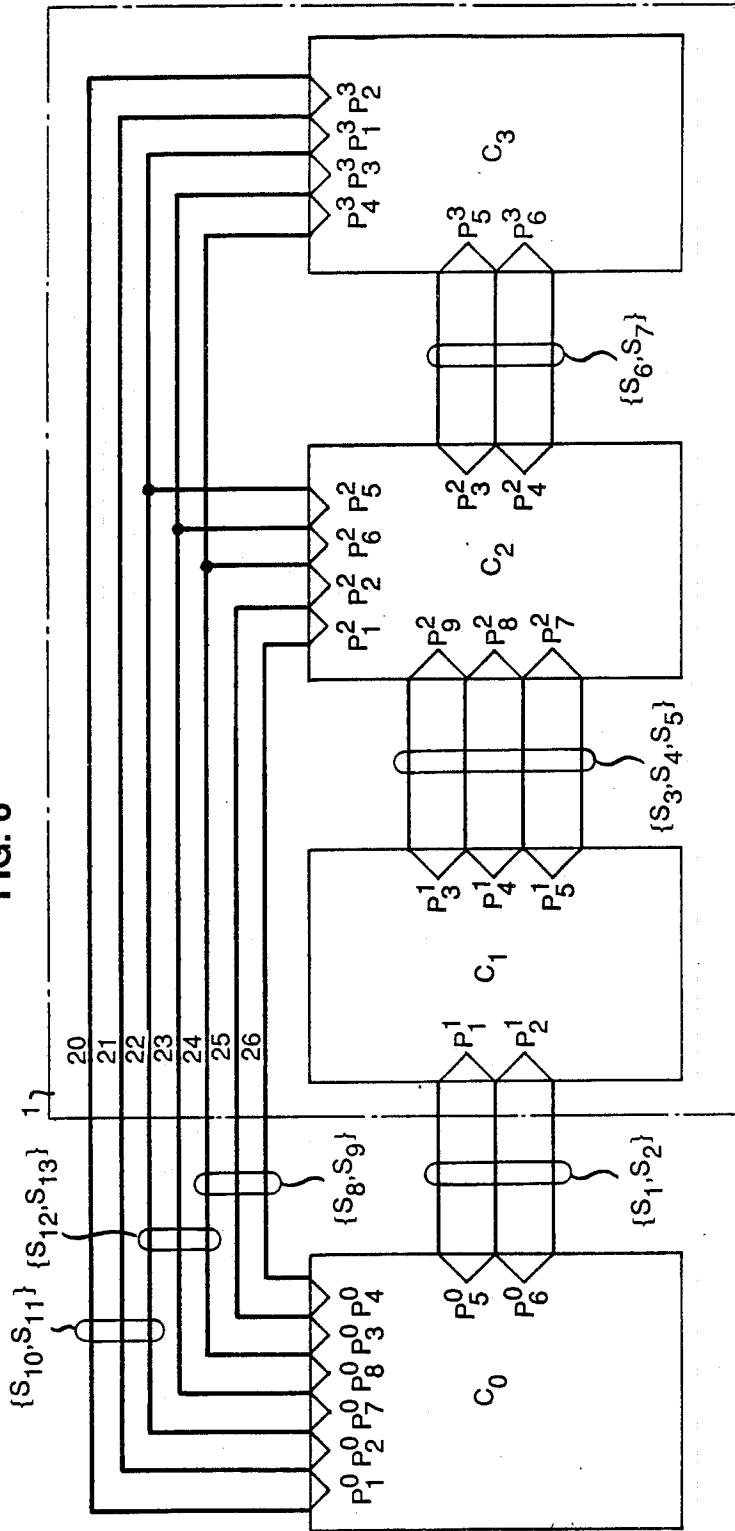 FIG. 6
{S₁₀,S₁₁}
{S₁₂,S₁₃}
1
20
21
22
23
24
25
26
{S₈,S₉}
P⁰₁ P⁰₂ P⁰₇ P⁰₈ P⁰₃ P⁰₄
P²₁ P²₂ P²₆ P²₅
P³₄ P³₃ P³₁ P³₂
P⁰₅ P¹₁ P¹₃ P²₉ P²₃ P³₅
P⁰₆ P¹₂ P¹₄ P²₈ P²₄ P³₆
P¹₅ P²₇
C₀ C₁ C₂ C₃
{S₁,S₂}
{S₃,S₄,S₅}
{S₆,S₇}